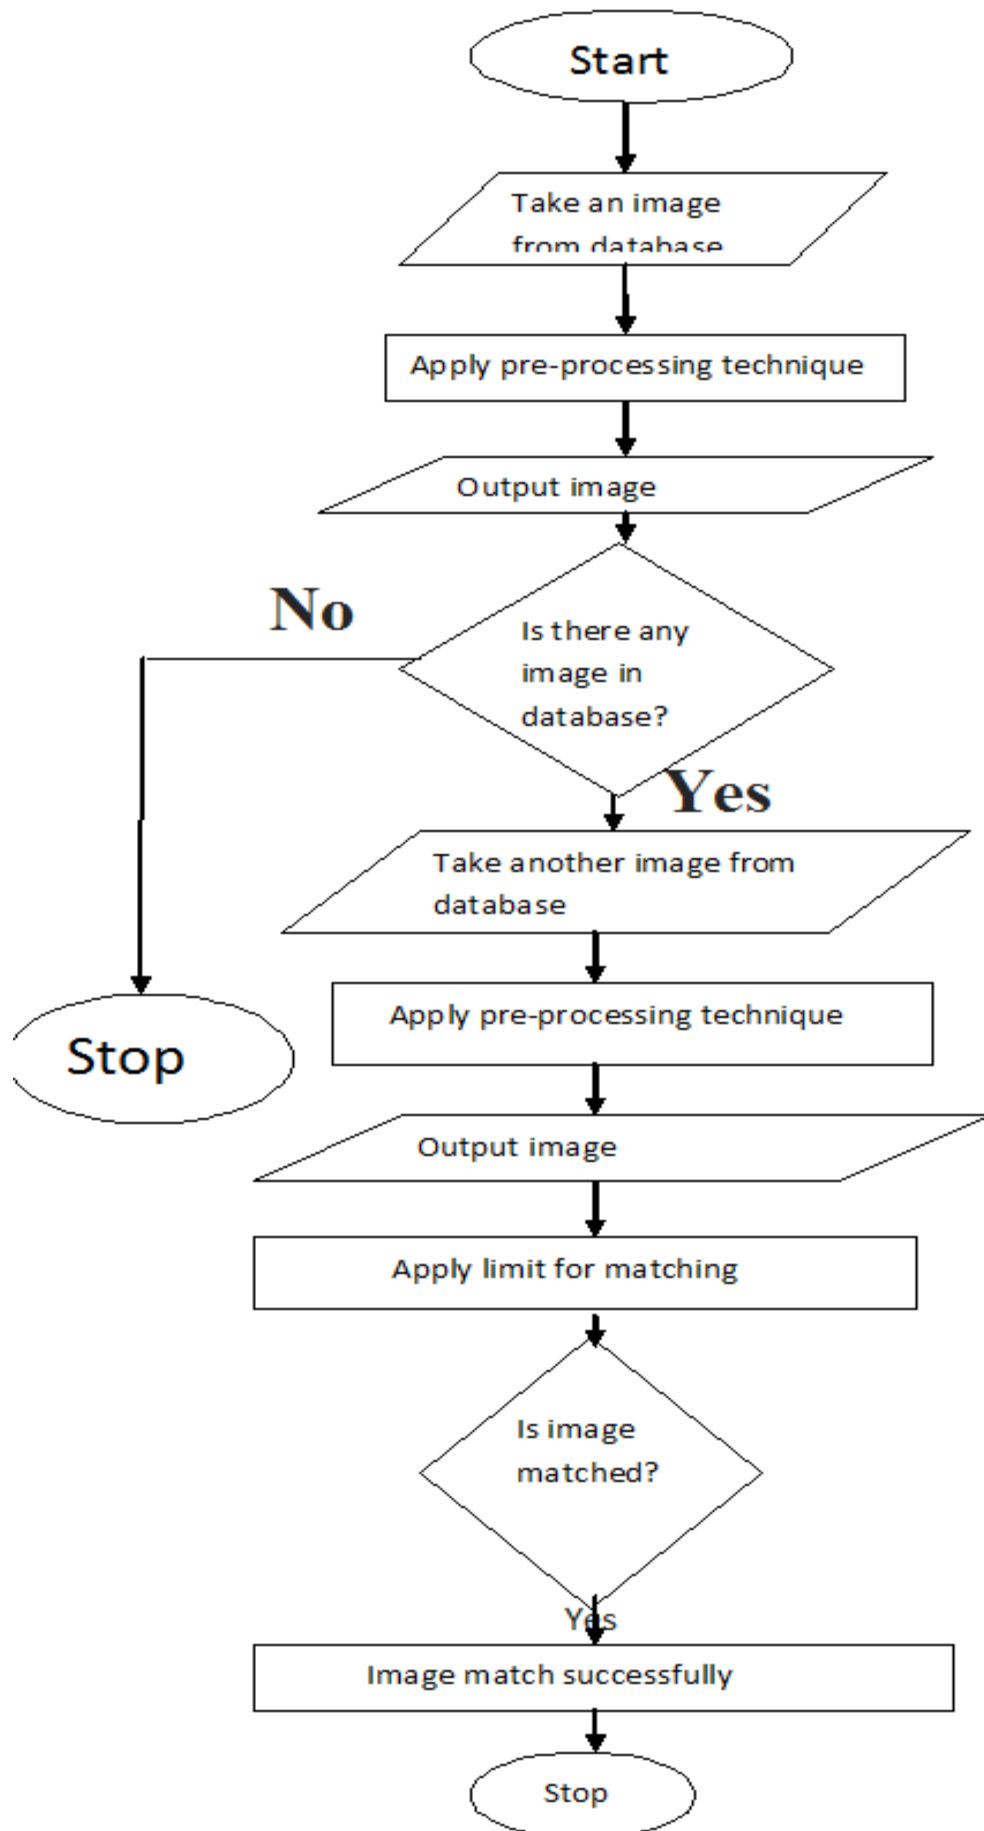 Start
Take an image
from database
Apply pre-processing technique
Output image
No
Is there any
image in
database?
Yes
Take another image from
database
Apply pre-processing technique
Stop
Output image
Apply limit for matching
Is image
matched?
Yes
Image match successfully
Stop